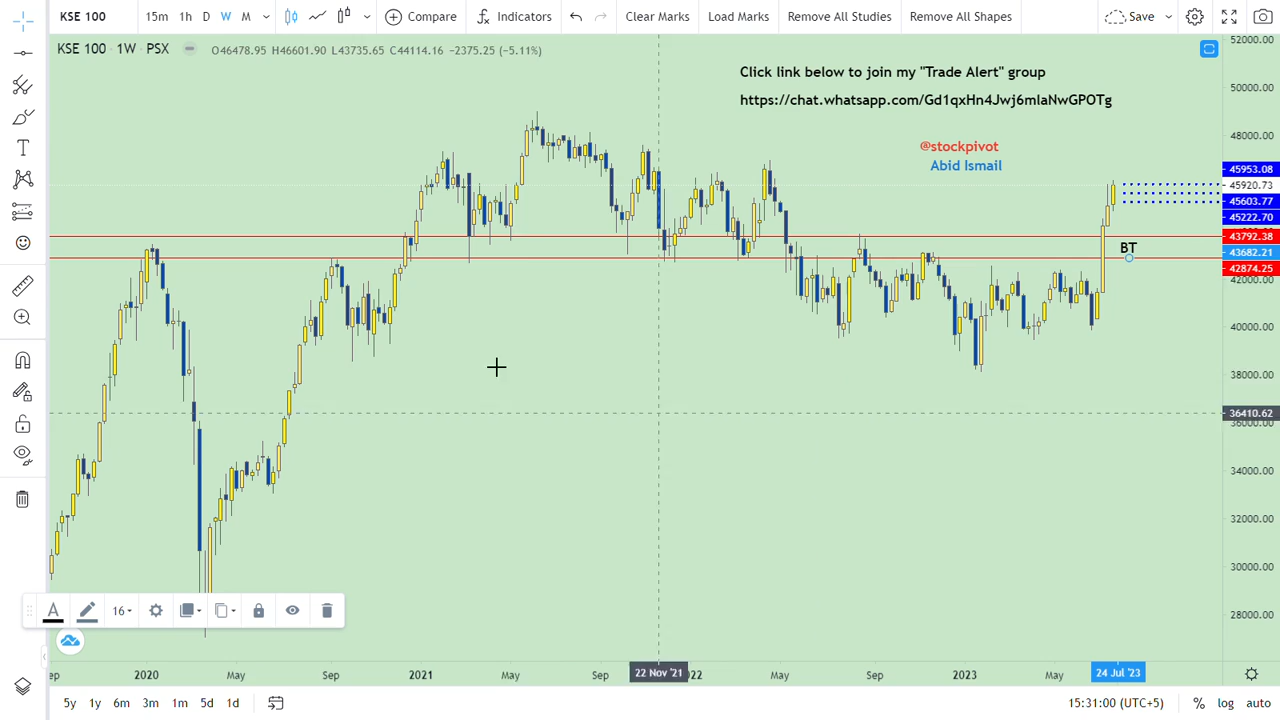 KSE 100 15m 1h D W M Compare Indicators Clear Marks Load Marks Remove All Studies Remove All Shapes Save
KSE 100 · 1W · PSX O46478.95 H46601.90 L43735.65 C44114.16 −2375.25 (−5.11%)
52000.00
Click link below to join my "Trade Alert" group
50000.00
https://chat.whatsapp.com/Gd1qxHn4Jwj6mlaNwGPOTg
48000.00
@stockpivot
Abid Ismail
45953.08
45920.73
45603.77
45222.70
43792.38
BT
43682.21
42874.25
42000.00
40000.00
38000.00
36410.62
36000.00
34000.00
32000.00
30000.00
A 16
28000.00
ep 2020 May Sep 2021 May Sep 22 Nov '21 22 May Sep 2023 May 24 Jul '23
5y 1y 6m 3m 1m 5d 1d 15:31:00 (UTC+5) % log auto